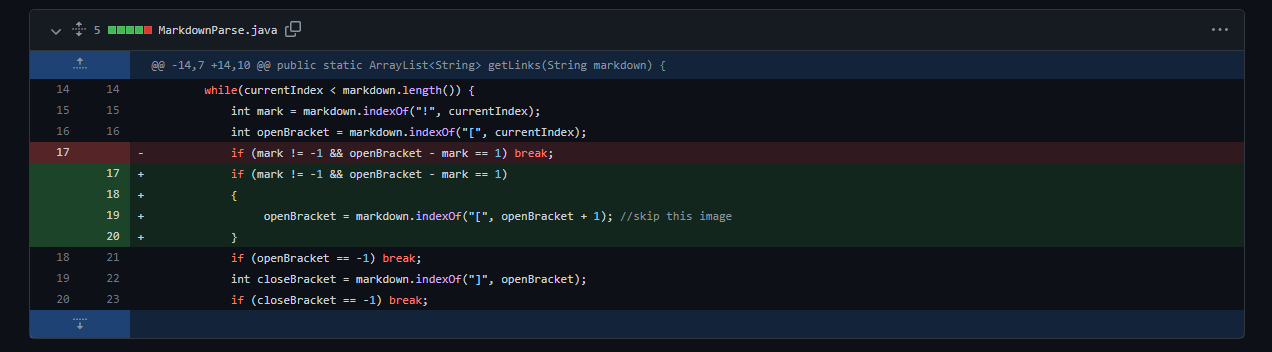 5 MarkdownParse.java
@@ -14,7 +14,10 @@ public static ArrayList<String> getLinks(String markdown) {
14 14 while(currentIndex < markdown.length()) {
15 15 int mark = markdown.indexOf("!", currentIndex);
16 16 int openBracket = markdown.indexOf("[", currentIndex);
17 - if (mark != -1 && openBracket - mark == 1) break;
17 + if (mark != -1 && openBracket - mark == 1)
18 + {
19 + openBracket = markdown.indexOf("[", openBracket + 1); //skip this image
20 + }
18 21 if (openBracket == -1) break;
19 22 int closeBracket = markdown.indexOf("]", openBracket);
20 23 if (closeBracket == -1) break;